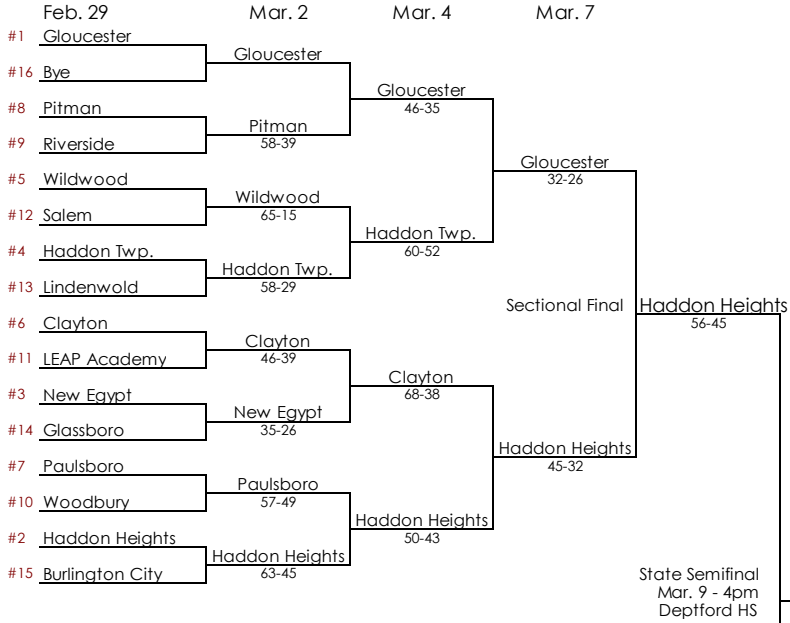 Feb. 29 Mar. 2 Mar. 4 Mar. 7
#1 Gloucester
Gloucester
#16 Bye
Gloucester
46-35
#8 Pitman
Pitman
58-39
#9 Riverside
Gloucester
32-26
#5 Wildwood
Wildwood
65-15
#12 Salem
Haddon Twp.
60-52
#4 Haddon Twp.
Haddon Twp.
58-29
#13 Lindenwold
Sectional Final Haddon Heights
56-45
#6 Clayton
Clayton
46-39
#11 LEAP Academy
Clayton
68-38
#3 New Egypt
New Egypt
35-26
#14 Glassboro
Haddon Heights
45-32
#7 Paulsboro
Paulsboro
57-49
#10 Woodbury
Haddon Heights
50-43
#2 Haddon Heights
Haddon Heights
63-45
#15 Burlington City
State Semifinal
Mar. 9 - 4pm
Deptford HS